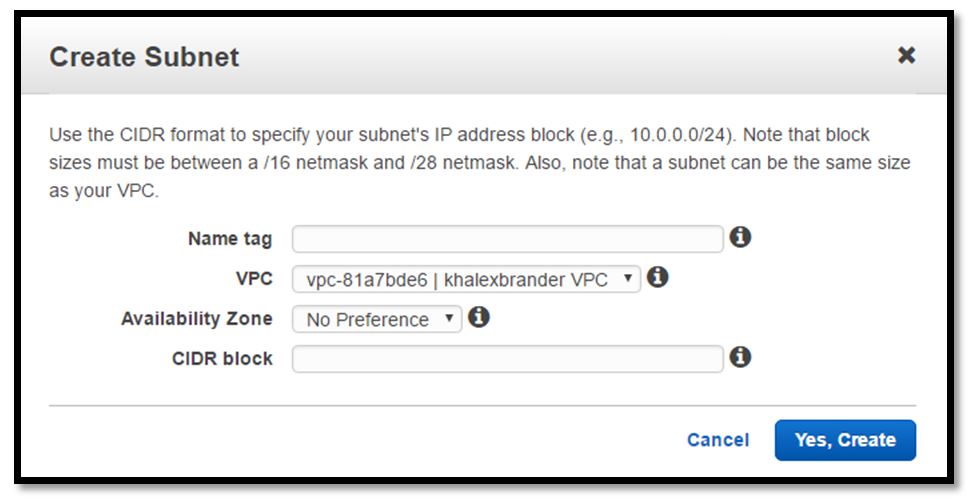 Create Subnet
Use the CIDR format to specify your subnet's IP address block (e.g., 10.0.0.0/24). Note that block
sizes must be between a /16 netmask and /28 netmask. Also, note that a subnet can be the same size
as your VPC.
Name tag
VPC vpc-81a7bde6 | khalexbrander VPC
Availability Zone No Preference
CIDR block
Cancel Yes, Create